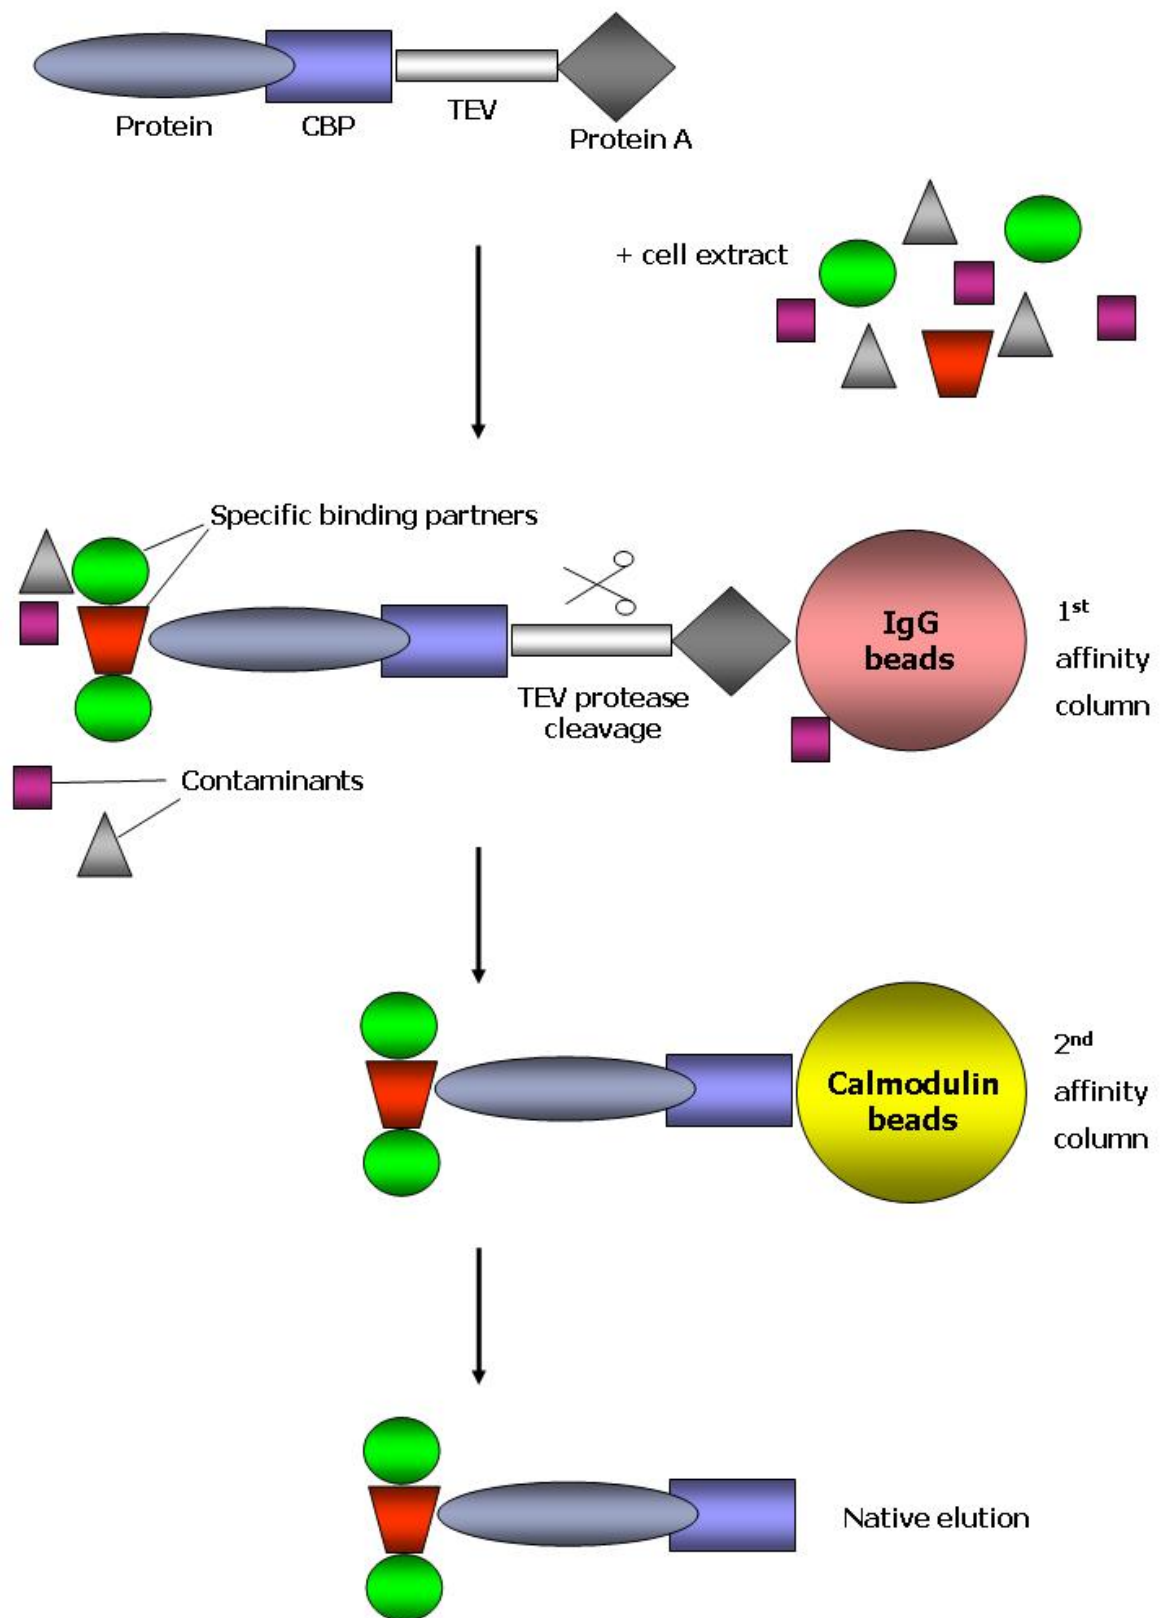 Protein
CBP
TEV
Protein A
+ cell extract
Specific binding partners
IgG
beads
1st
affinity
column
TEV protease
cleavage
Contaminants
Calmodulin
beads
2nd
affinity
column
Native elution